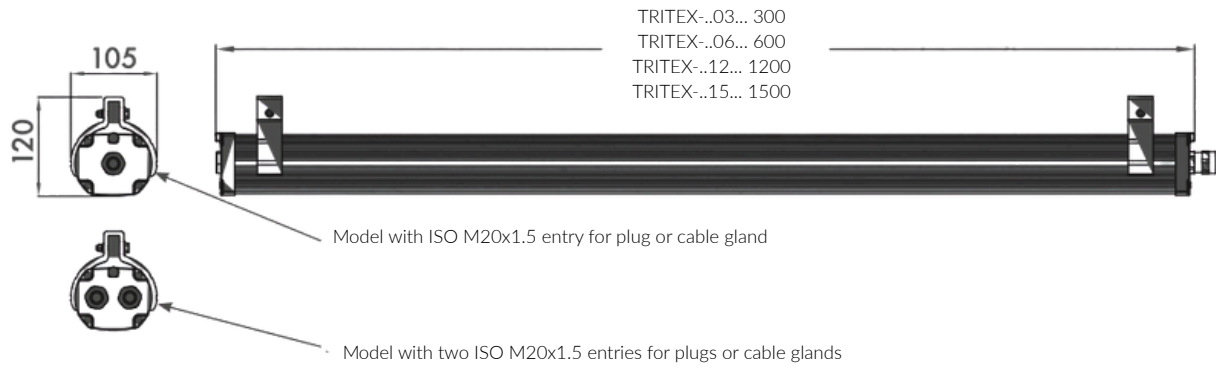 TRITEX-..03... 300
TRITEX-..06... 600
TRITEX-..12... 1200
TRITEX-..15... 1500
105
120
Model with ISO M20x1.5 entry for plug or cable gland
Model with two ISO M20x1.5 entries for plugs or cable glands